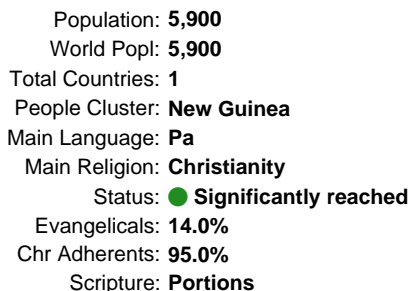 Population: 5,900
World Popl: 5,900
Total Countries: 1
People Cluster: New Guinea
Main Language: Pa
Main Religion: Christianity
Status: Significantly reached
Evangelicals: 14.0%
Chr Adherents: 95.0%
Scripture: Portions